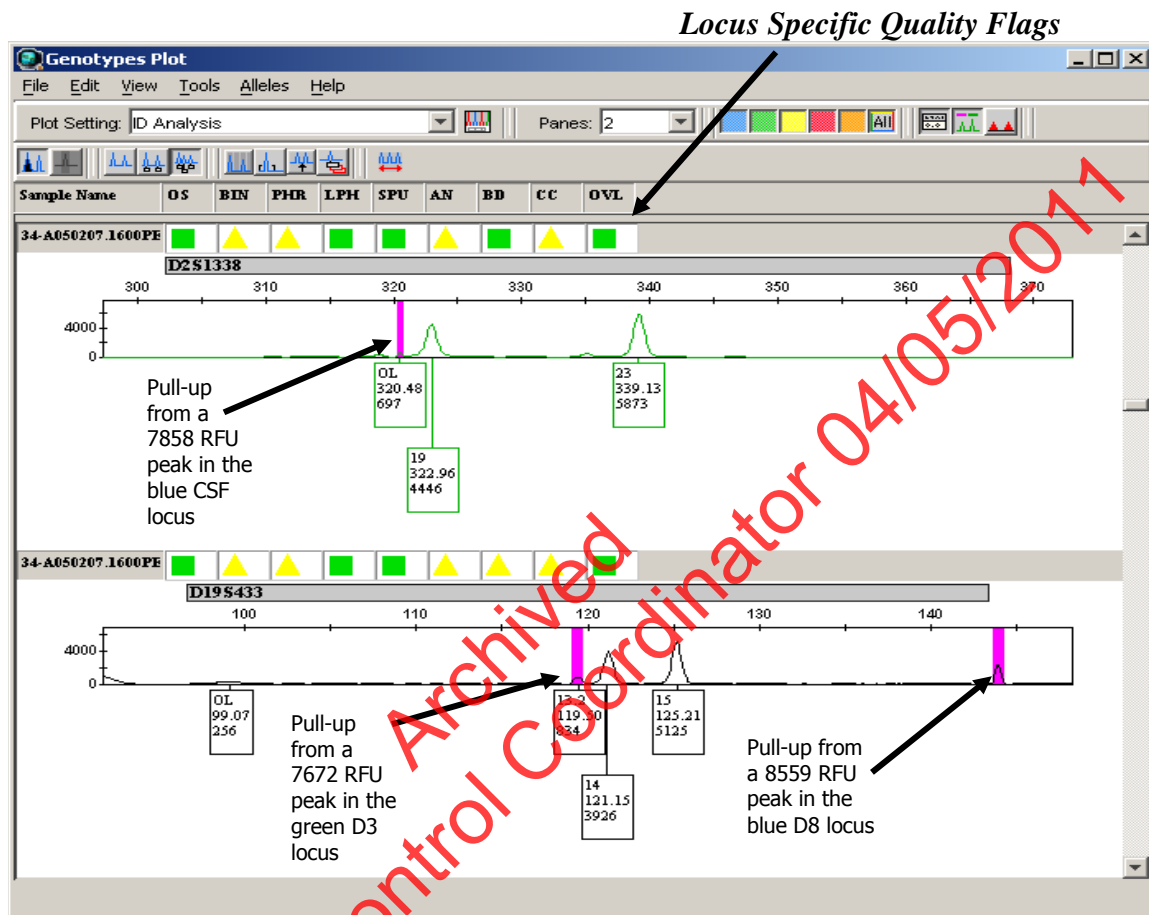 Locus Specific Quality Flags
Genotypes Plot
File Edit View Tools Alleles Help
Plot Setting: ID Analysis Panes: 2 All
Sample Name OS BIN PHR LPH SPU AN BD CC OVL
34-A050207.1600PE
D2S1338
300 310 320 330 340 350 360 370
4000
0
Pull-up
from a
7858 RFU
peak in the
blue CSF
locus
OL
320.48
697
19
322.96
4446
23
339.13
5873
34-A050207.1600PE
D19S433
100 110 120 130 140
4000
0
OL
99.07
256
Pull-up
from a
7672 RFU
peak in the
green D3
locus
13.2
119.50
834
14
121.15
3926
15
125.21
5125
Pull-up from
a 8559 RFU
peak in the
blue D8 locus
Archived
ontrol Coordinator 04/05/2011